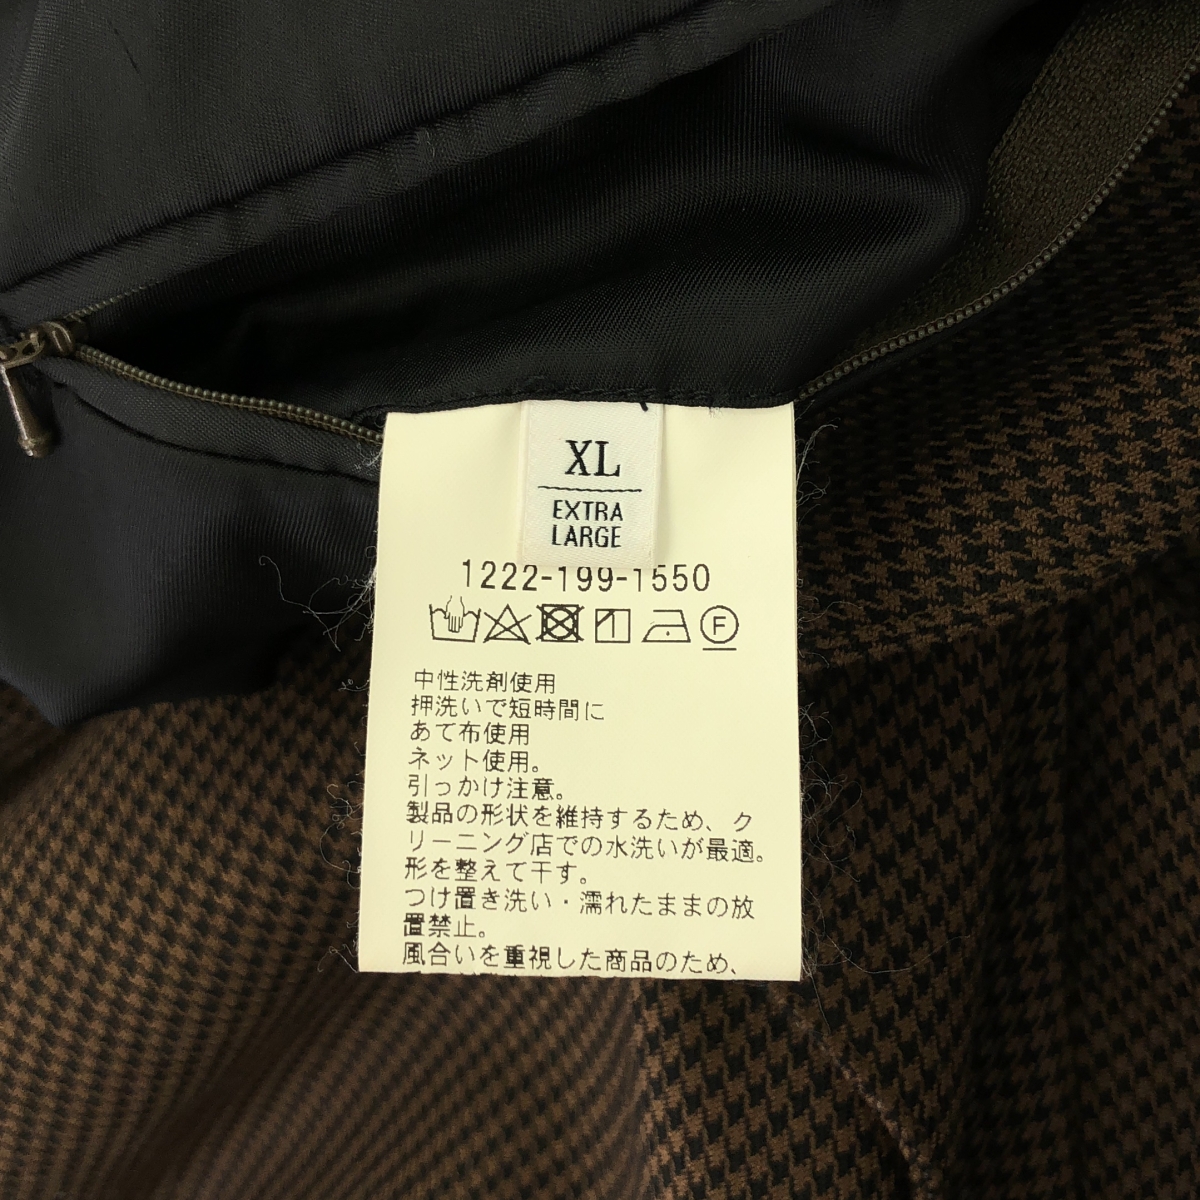 XL
EXTRA
LARGE
1222-199-1550
F
中性洗剤使用
押洗いで短時間に
あて布使用
ネット使用。
引っかけ注意。
製品の形状を維持するため、ク
リーニング店での水洗いが最適。
形を整えて干す。
つけ置き洗い・濡れたままの放
置禁止。
風合いを重視した商品のため、